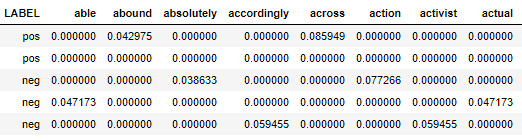 LABEL able abound absolutely accordingly across action activist actual
pos 0.000000 0.042975 0.000000 0.000000 0.085949 0.000000 0.000000 0.000000
pos 0.000000 0.000000 0.000000 0.000000 0.000000 0.000000 0.000000 0.000000
neg 0.000000 0.000000 0.038633 0.000000 0.000000 0.077266 0.000000 0.000000
neg 0.047173 0.000000 0.000000 0.000000 0.000000 0.000000 0.000000 0.047173
neg 0.000000 0.000000 0.000000 0.059455 0.000000 0.000000 0.059455 0.000000